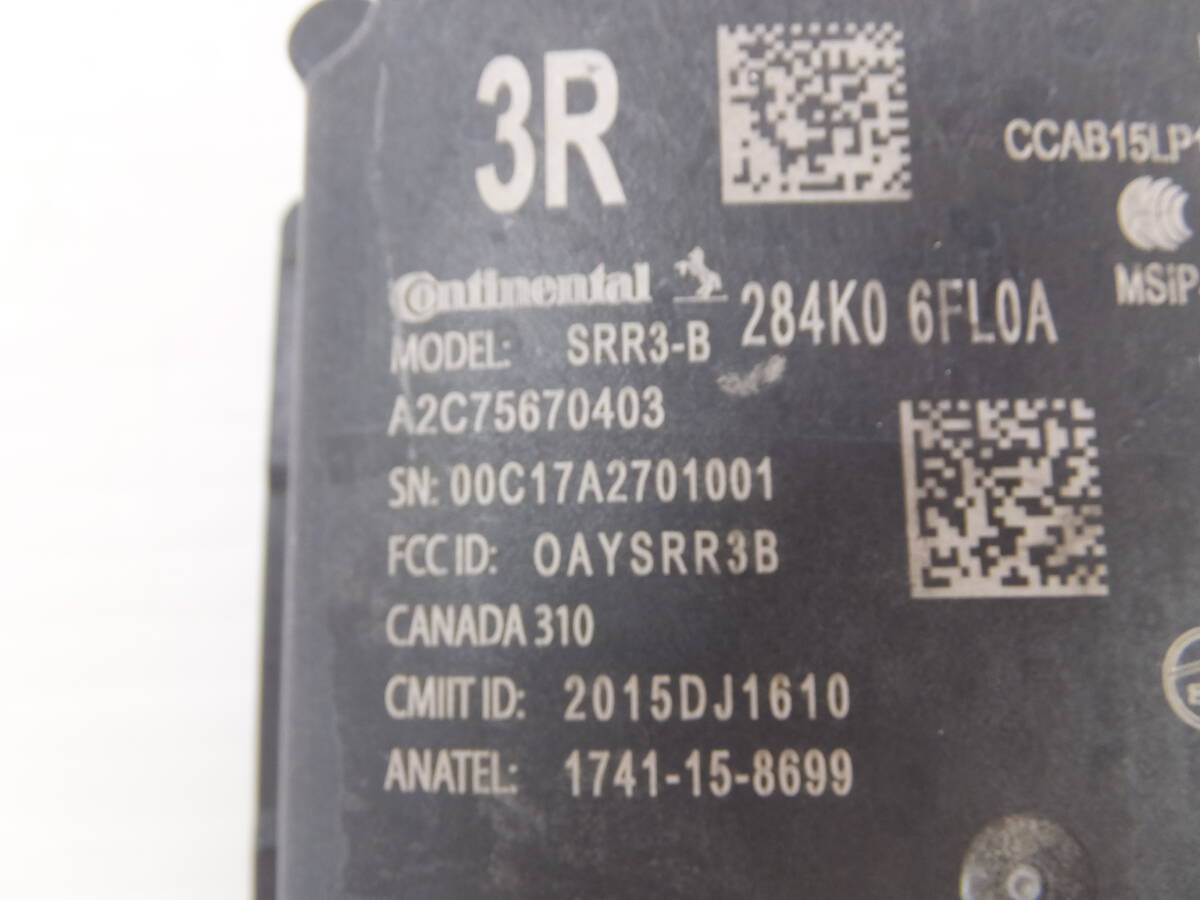 3R
CCAB15LP1
MSiP
Continental
284K0 6FL0A
MODEL: SRR3-B
A2C75670403
SN: 00C17A2701001
FCC ID: OAYSRR3B
CANADA 310
CMIIT ID: 2015DJ1610
ANATEL: 1741-15-8699